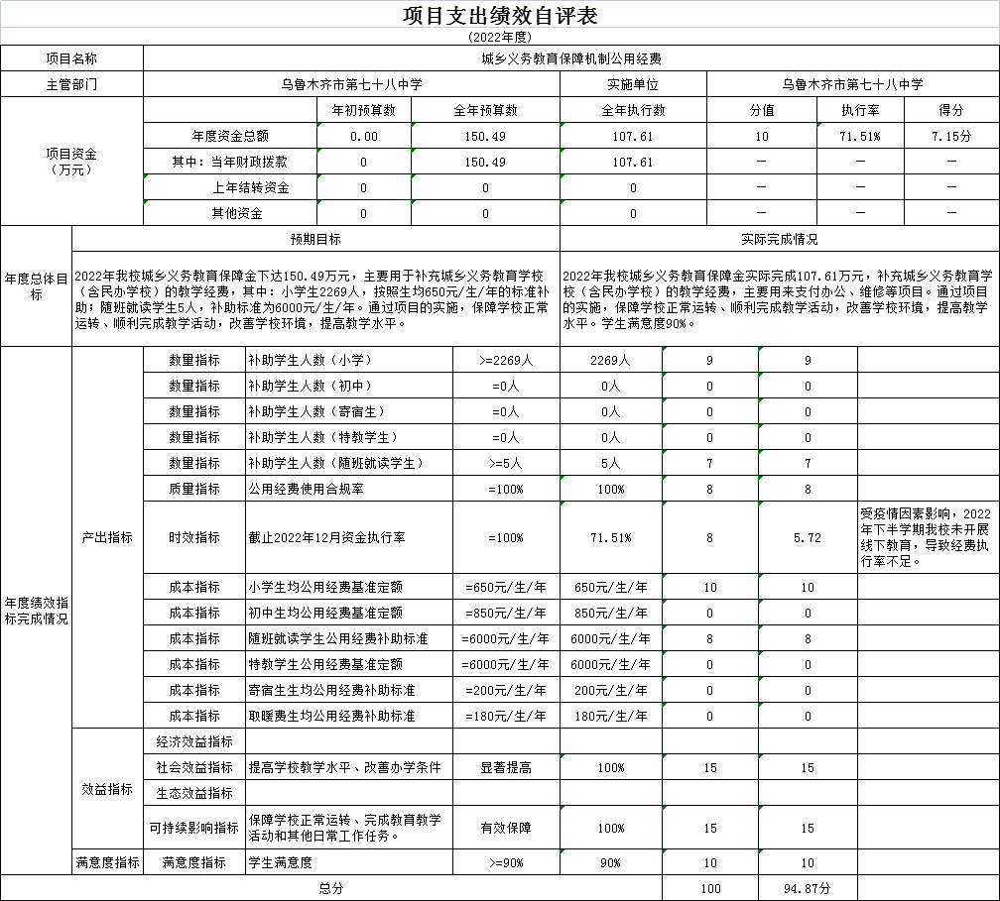 项目支出绩效自评表
(2022年度)
项目名称 城乡义务教育保障机制公用经费
主管部门 乌鲁木齐市第七十八中学 实施单位 乌鲁木齐市第七十八中学
项目资金
（万元）
年初预算数 全年预算数 全年执行数 分值 执行率 得分
年度资金总额 0.00 150.49 107.61 10 71.51% 7.15分
其中: 当年财政拨款 0 150.49 107.61 — — —
上年结转资金 0 0 0 — — —
其他资金 0 0 0 — — —
年度总体目
标
预期目标 实际完成情况
2022年我校城乡义务教育保障金下达150.49万元，主要用于补充城乡义务教育学校
（含民办学校）的教学经费，其中：小学生2269人，按照生均650元/生/年的标准补
助；随班就读学生5人，补助标准为6000元/生/年。通过项目的实施，保障学校正常
运转、顺利完成教学活动，改善学校环境，提高教学水平。
2022年我校城乡义务教育保障金实际完成107.61万元，补充城乡义务教育学
校（含民办学校）的教学经费，主要用来支付办公、维修等项目。通过项目
的实施，保障学校正常运转、顺利完成教学活动，改善学校环境，提高教学
水平。学生满意度90%。
年度绩效指
标完成情况
产出指标
数量指标 补助学生人数（小学） >=2269人 2269人 9 9
数量指标 补助学生人数（初中） =0人 0人 0 0
数量指标 补助学生人数（寄宿生） =0人 0人 0 0
数量指标 补助学生人数（特教学生） =0人 0人 0 0
数量指标 补助学生人数（随班就读学生） >=5人 5人 7 7
质量指标 公用经费使用合规率 =100% 100% 8 8
时效指标 截止2022年12月资金执行率 =100% 71.51% 8 5.72
受疫情因素影响，2022
年下半学期我校未开展
线下教育，导致经费执
行率不足。
成本指标 小学生均公用经费基准定额 =650元/生/年 650元/生/年 10 10
成本指标 初中生均公用经费基准定额 =850元/生/年 850元/生/年 0 0
成本指标 随班就读学生公用经费补助标准 =6000元/生/年 6000元/生/年 8 8
成本指标 特教学生公用经费基准定额 =6000元/生/年 6000元/生/年 0 0
成本指标 寄宿生生均公用经费补助标准 =200元/生/年 200元/生/年 0 0
成本指标 取暖费生均公用经费补助标准 =180元/生/年 180元/生/年 0 0
效益指标
经济效益指标
社会效益指标 提高学校教学水平、改善办学条件 显著提高 100% 15 15
生态效益指标
可持续影响指标
保障学校正常运转、完成教育教学
活动和其他日常工作任务。
有效保障 100% 15 15
满意度指标 满意度指标 学生满意度 >=90% 90% 10 10
总分 100 94.87分